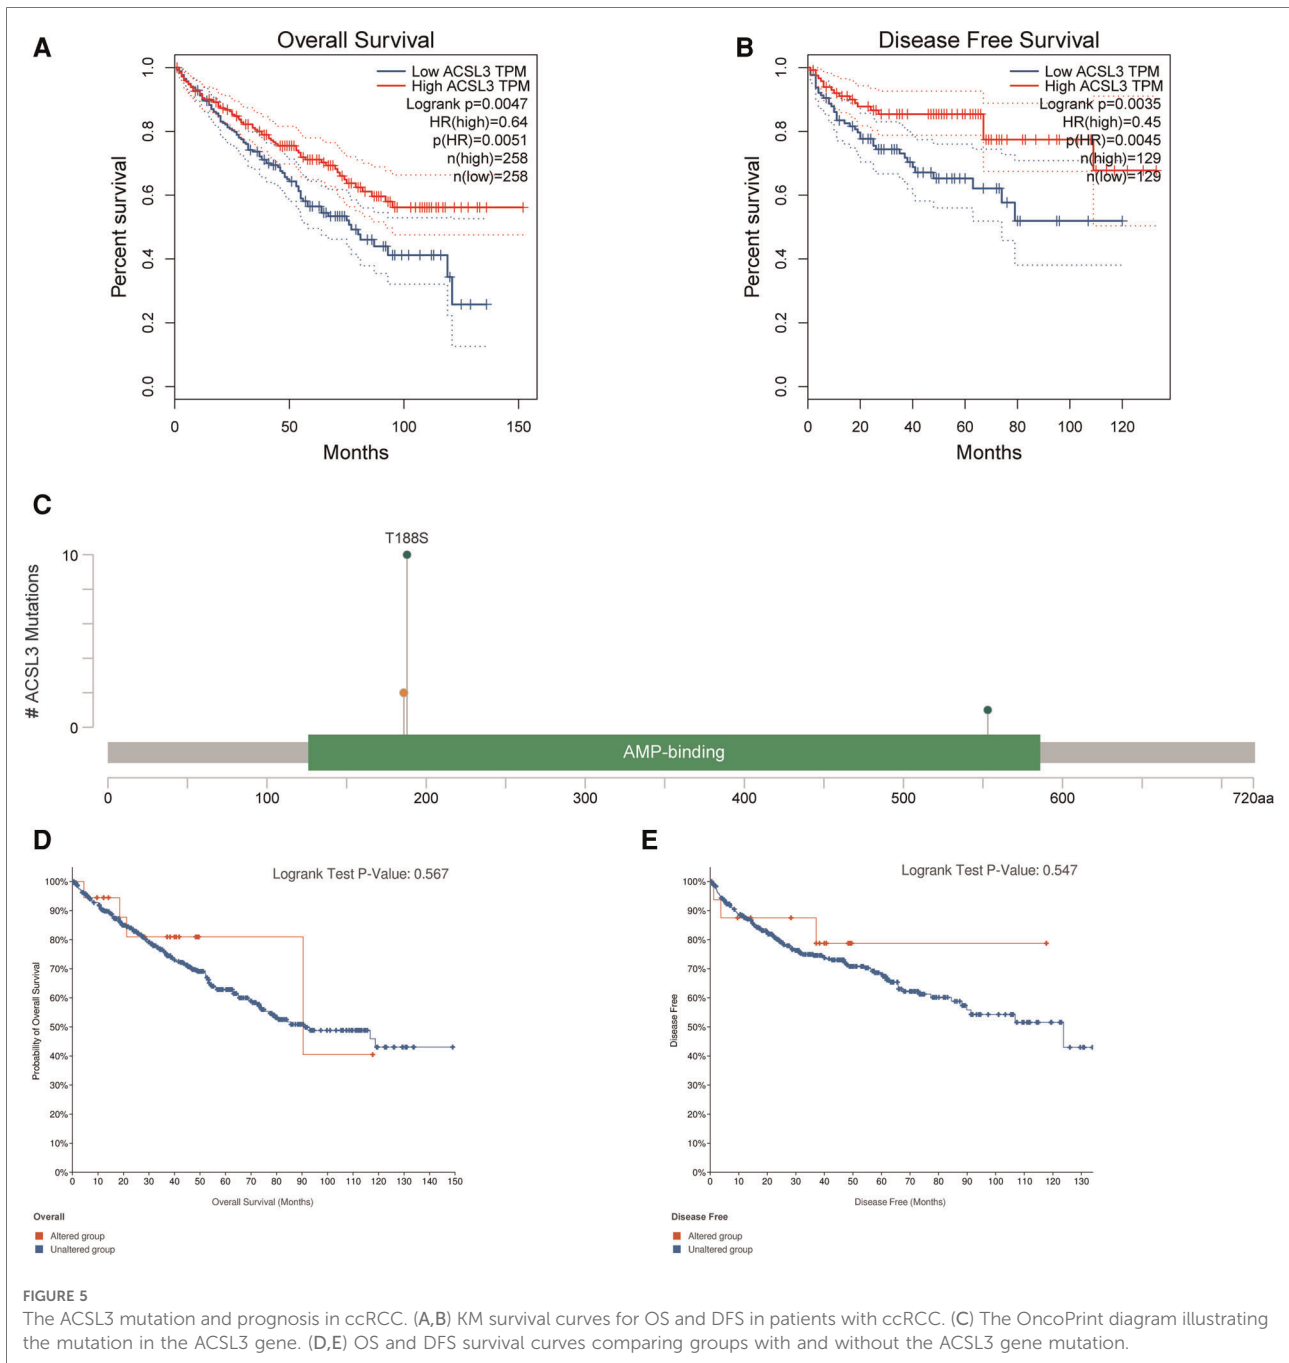 A
Overall Survival
Low ACSL3 TPM
High ACSL3 TPM
Logrank p=0.0047
HR(high)=0.64
p(HR)=0.0051
n(high)=258
n(low)=258
Percent survival
1.0
0.8
0.6
0.4
0.2
0.0
0 50 100 150
Months
B
Disease Free Survival
Low ACSL3 TPM
High ACSL3 TPM
Logrank p=0.0035
HR(high)=0.45
p(HR)=0.0045
n(high)=129
n(low)=129
Percent survival
1.0
0.8
0.6
0.4
0.2
0.0
0 20 40 60 80 100 120
Months
C
T188S
# ACSL3 Mutations
10
0
AMP-binding
0 100 200 300 400 500 600 720aa
D
Logrank Test P-Value: 0.567
Probability of Overall Survival
100%
90%
80%
70%
60%
50%
40%
30%
20%
10%
0%
0 10 20 30 40 50 60 70 80 90 100 110 120 130 140 150
Overall Survival (Months)
Overall
Altered group
Unaltered group
E
Logrank Test P-Value: 0.547
Disease Free
100%
90%
80%
70%
60%
50%
40%
30%
20%
10%
0%
0 10 20 30 40 50 60 70 80 90 100 110 120 130
Disease Free (Months)
Disease Free
Altered group
Unaltered group
FIGURE 5
The ACSL3 mutation and prognosis in ccRCC. (A,B) KM survival curves for OS and DFS in patients with ccRCC. (C) The OncoPrint diagram illustrating
the mutation in the ACSL3 gene. (D,E) OS and DFS survival curves comparing groups with and without the ACSL3 gene mutation.